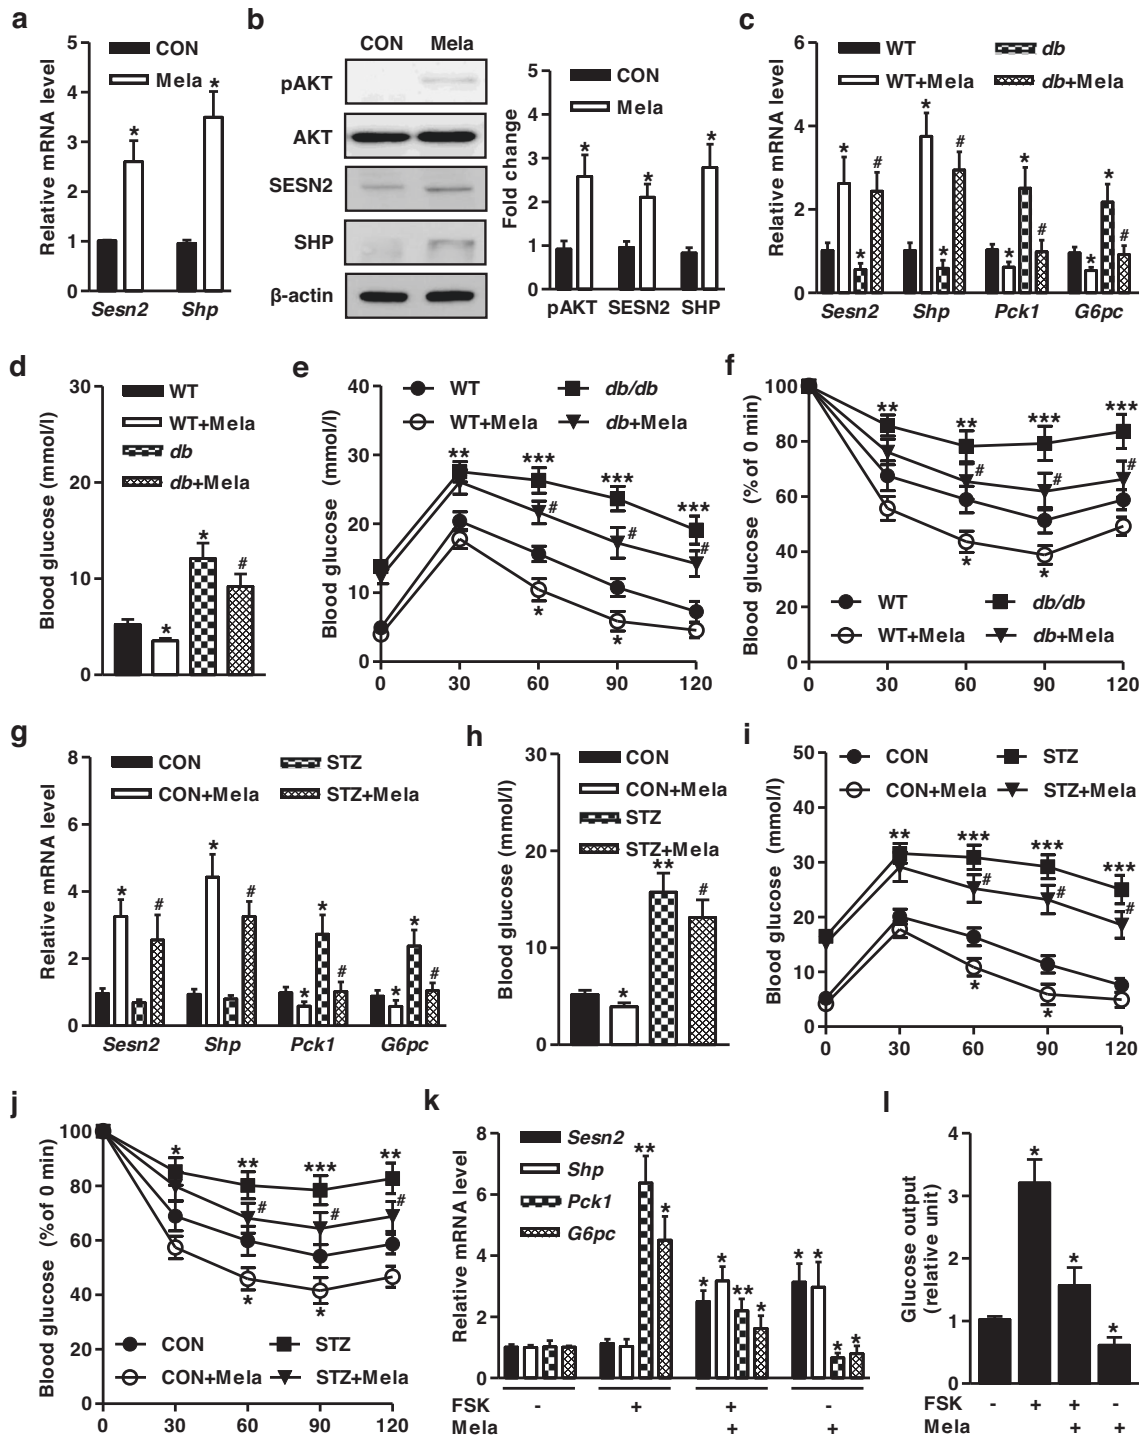 a
Relative mRNA level
5
4
3
2
1
0
CON
Mela
*
*
Sesn2 Shp
b
CON Mela
pAKT
AKT
SESN2
SHP
β-actin
Fold change
5
4
3
2
1
0
CON
Mela
*
*
*
pAKT SESN2 SHP
c
Relative mRNA level
6
4
2
0
WT db
WT+Mela db+Mela
* * # * * # * * # * * #
Sesn2 Shp Pck1 G6pc
d
Blood glucose (mmol/l)
30
20
10
0
WT
WT+Mela
db
db+Mela
* * #
e
Blood glucose (mmol/l)
40
30
20
10
0
WT db/db
WT+Mela db+Mela
** *** *** ***
# # #
* *
0 30 60 90 120
f
Blood glucose (% of 0 min)
100
80
60
40
20
0
** ** *** ***
# # #
* *
WT db/db
WT+Mela db+Mela
0 30 60 90 120
g
Relative mRNA level
8
6
4
2
0
CON STZ
CON+Mela STZ+Mela
* # * # * * # * * #
Sesn2 Shp Pck1 G6pc
h
Blood glucose (mmol/l)
30
20
10
0
CON
CON+Mela
STZ
STZ+Mela
* ** #
i
Blood glucose (mmol/l)
50
40
30
20
10
0
CON STZ
CON+Mela STZ+Mela
** *** *** ***
# # #
* *
0 30 60 90 120
j
Blood glucose (% of 0 min)
100
80
60
40
20
0
* ** *** **
# # #
* *
CON STZ
CON+Mela STZ+Mela
0 30 60 90 120
k
Relative mRNA level
8
6
4
2
0
Sesn2
Shp
Pck1
G6pc
** * * * ** * * * * *
FSK - + + -
Mela + +
l
Glucose output
(relative unit)
4
3
2
1
0
* * *
FSK - + + -
Mela + +